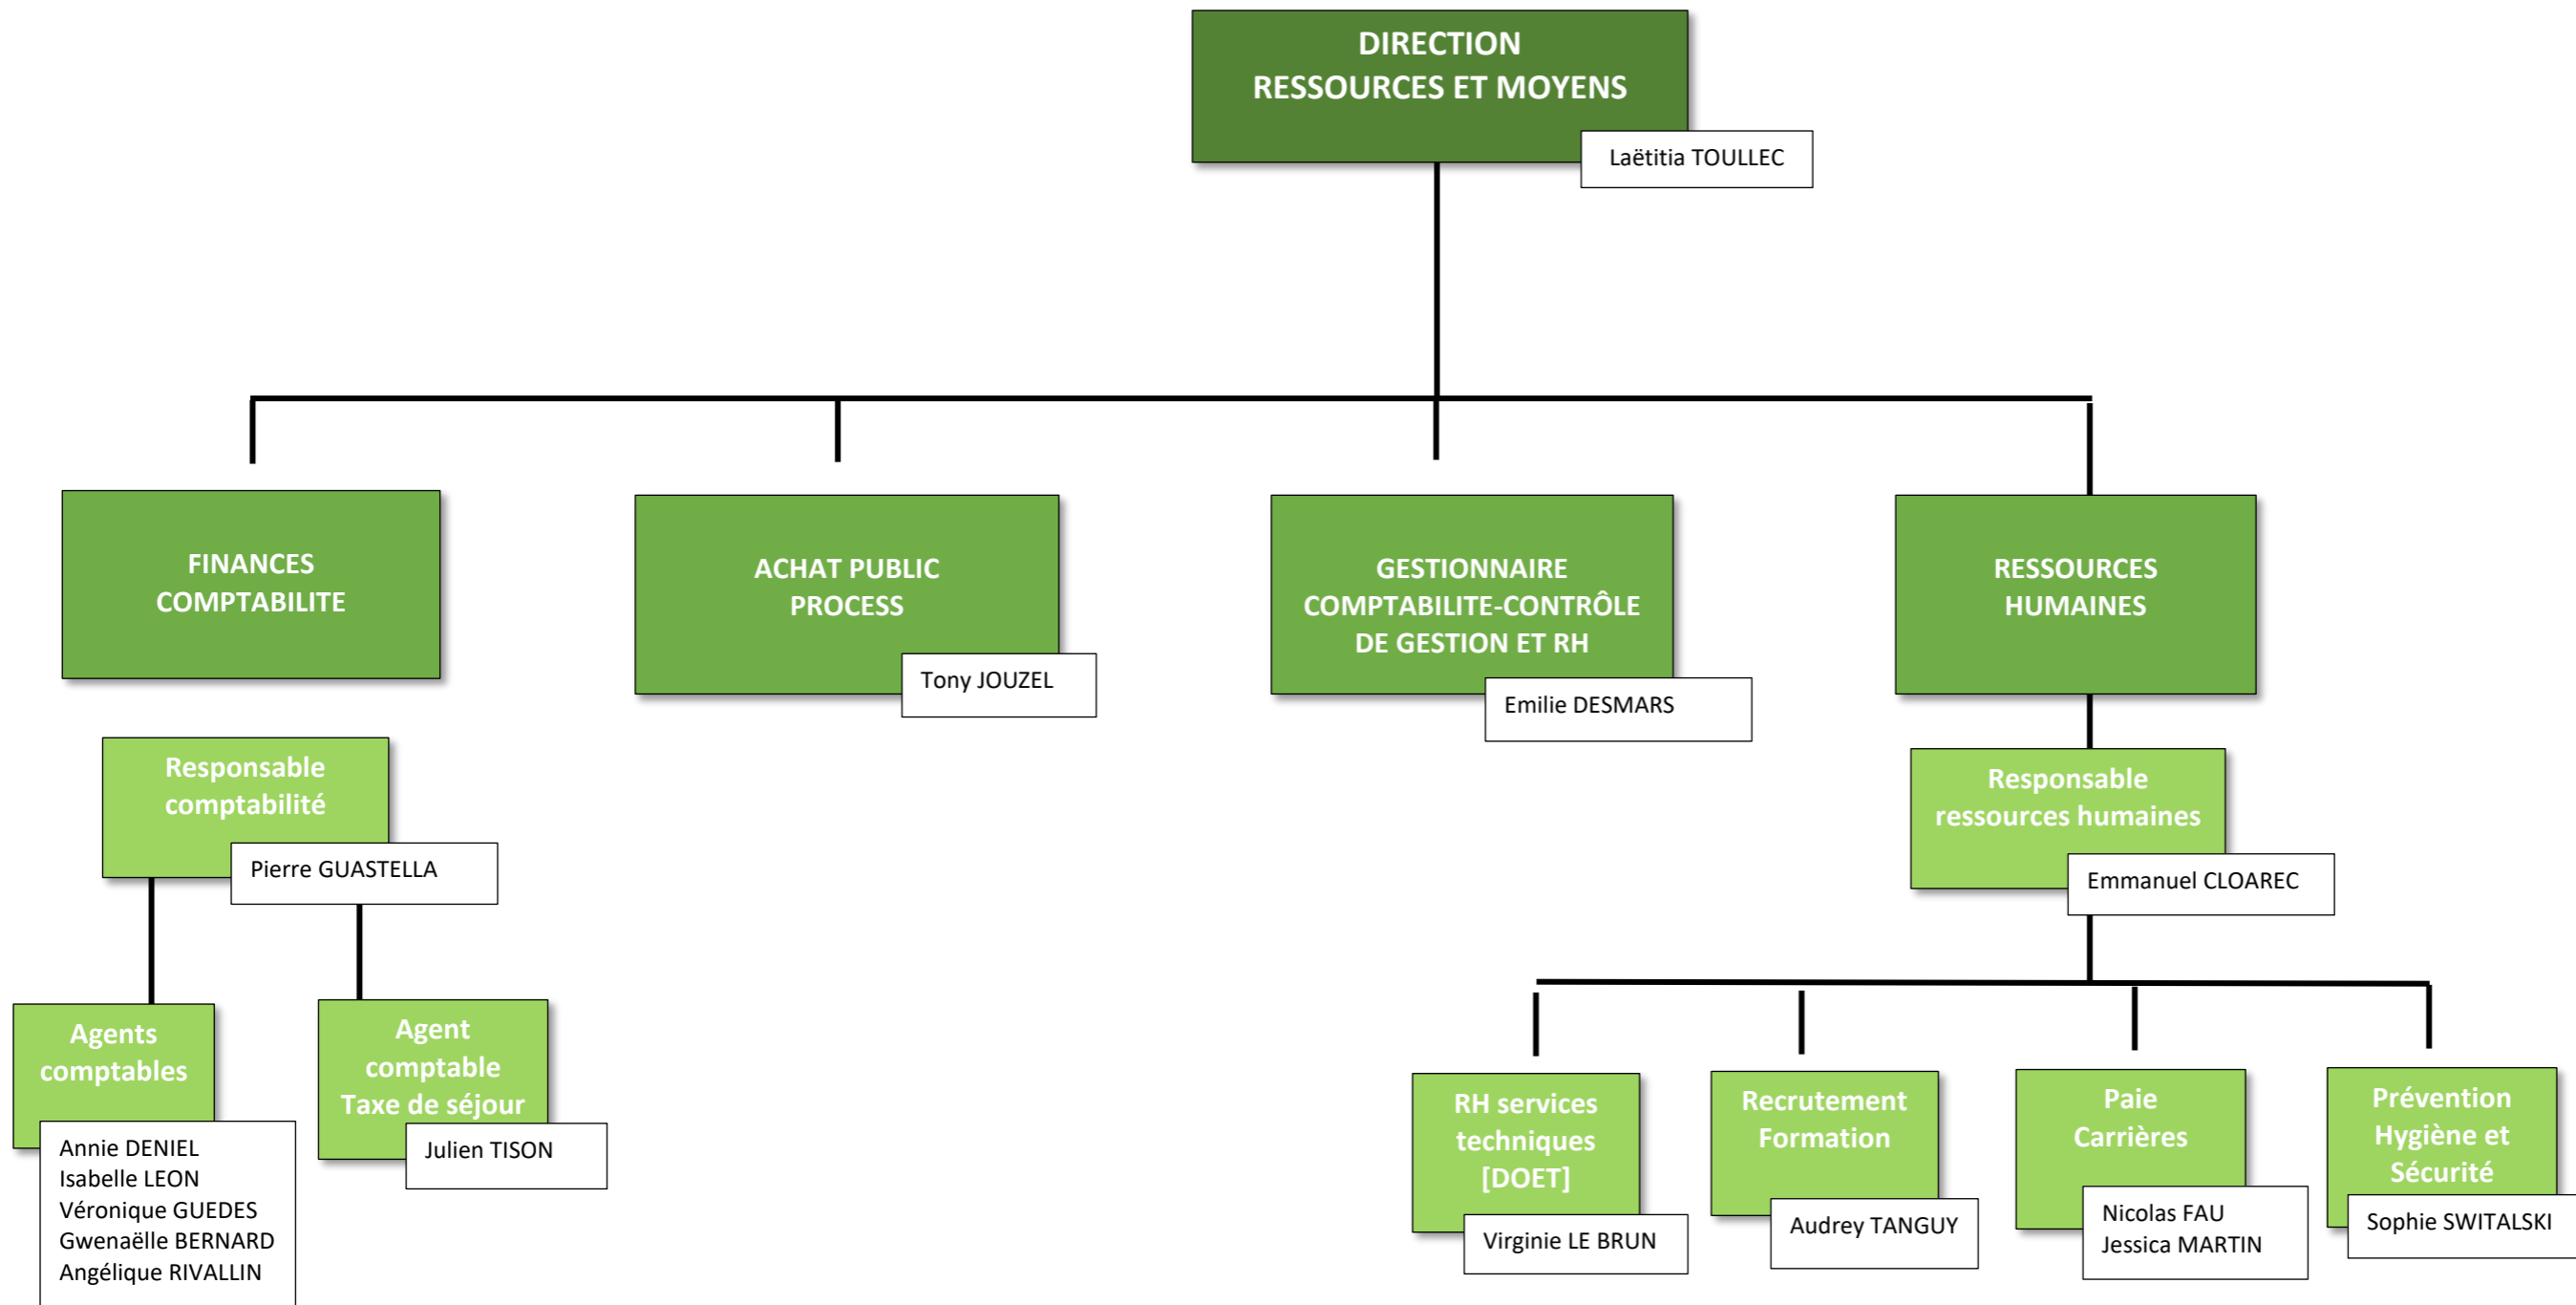 DIRECTION
RESSOURCES ET MOYENS
Laëtitia TOULLEC
FINANCES
COMPTABILITE
ACHAT PUBLIC
PROCESS
Tony JOUZEL
GESTIONNAIRE
COMPTABILITE-CONTRÔLE
DE GESTION ET RH
Emilie DESMARS
RESSOURCES
HUMAINES
Responsable
comptabilité
Pierre GUASTELLA
Responsable
ressources humaines
Emmanuel CLOAREC
Agents
comptables
Annie DENIEL
Isabelle LEON
Véronique GUEDES
Gwenaëlle BERNARD
Angélique RIVALLIN
Agent
comptable
Taxe de séjour
Julien TISON
RH services
techniques
[DOET]
Virginie LE BRUN
Recrutement
Formation
Audrey TANGUY
Paie
Carrières
Nicolas FAU
Jessica MARTIN
Prévention
Hygiène et
Sécurité
Sophie SWITALSKI